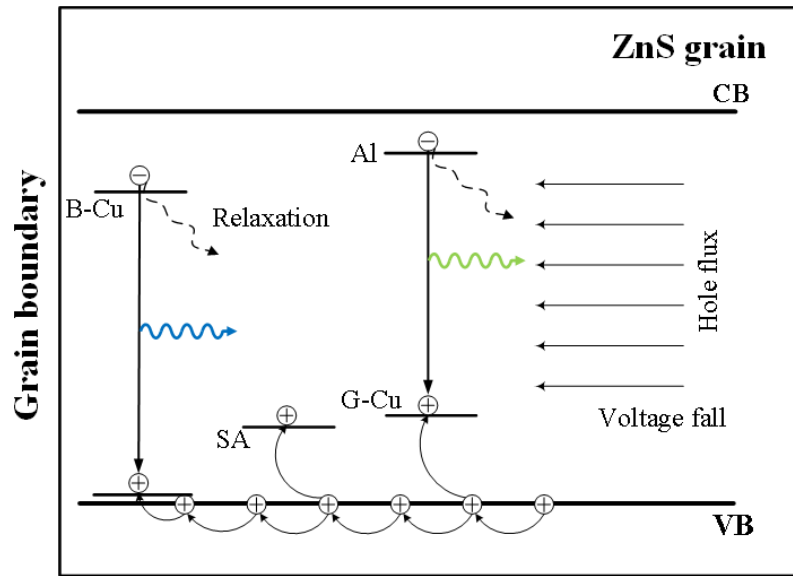 ZnS grain
CB
Al
B-Cu
Relaxation
Grain boundary
Hole flux
G-Cu
Voltage fall
SA
VB